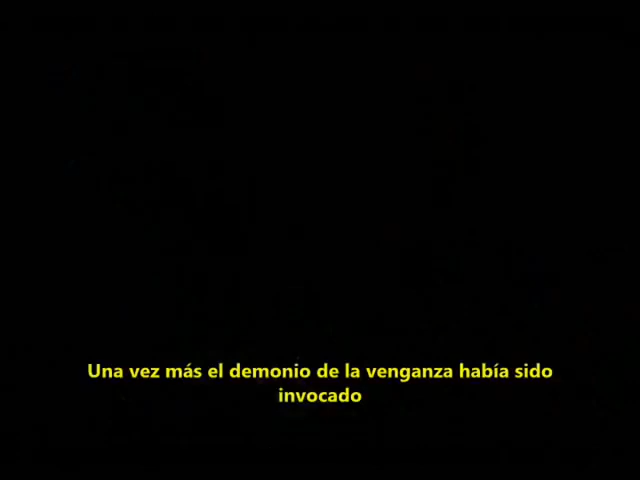 Una vez más el demonio de la venganza había sido
invocado